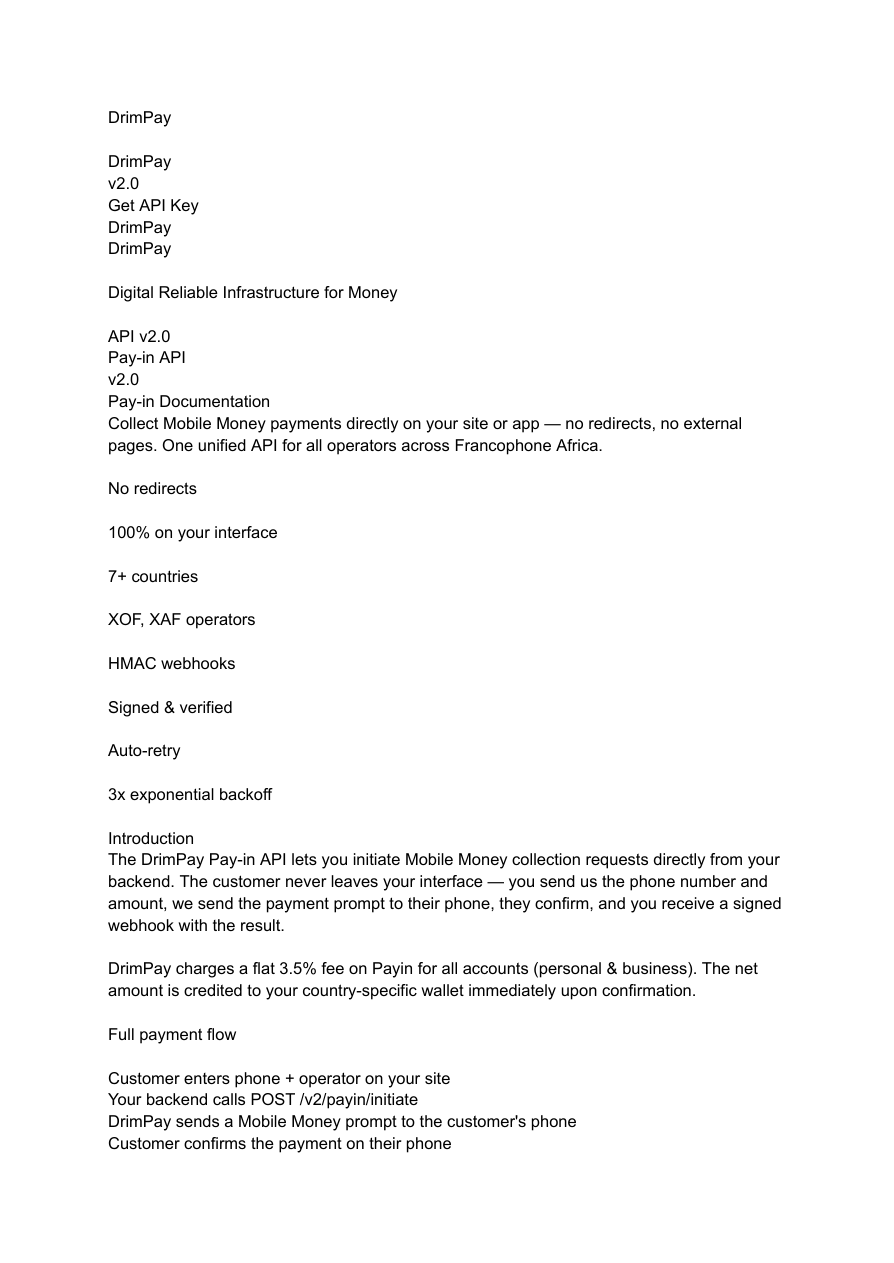 DrimPay
DrimPay
v2.0
Get API Key
DrimPay
DrimPay
Digital Reliable Infrastructure for Money
API v2.0
Pay-in API
v2.0
Pay-in Documentation
Collect Mobile Money payments directly on your site or app — no redirects, no external
pages. One unified API for all operators across Francophone Africa.
No redirects
100% on your interface
7+ countries
XOF, XAF operators
HMAC webhooks
Signed & verified
Auto-retry
3x exponential backoff
Introduction
The DrimPay Pay-in API lets you initiate Mobile Money collection requests directly from your
backend. The customer never leaves your interface — you send us the phone number and
amount, we send the payment prompt to their phone, they confirm, and you receive a signed
webhook with the result.
DrimPay charges a flat 3.5% fee on Payin for all accounts (personal & business). The net
amount is credited to your country-specific wallet immediately upon confirmation.
Full payment flow
Customer enters phone + operator on your site
Your backend calls POST /v2/payin/initiate
DrimPay sends a Mobile Money prompt to the customer's phone
Customer confirms the payment on their phone